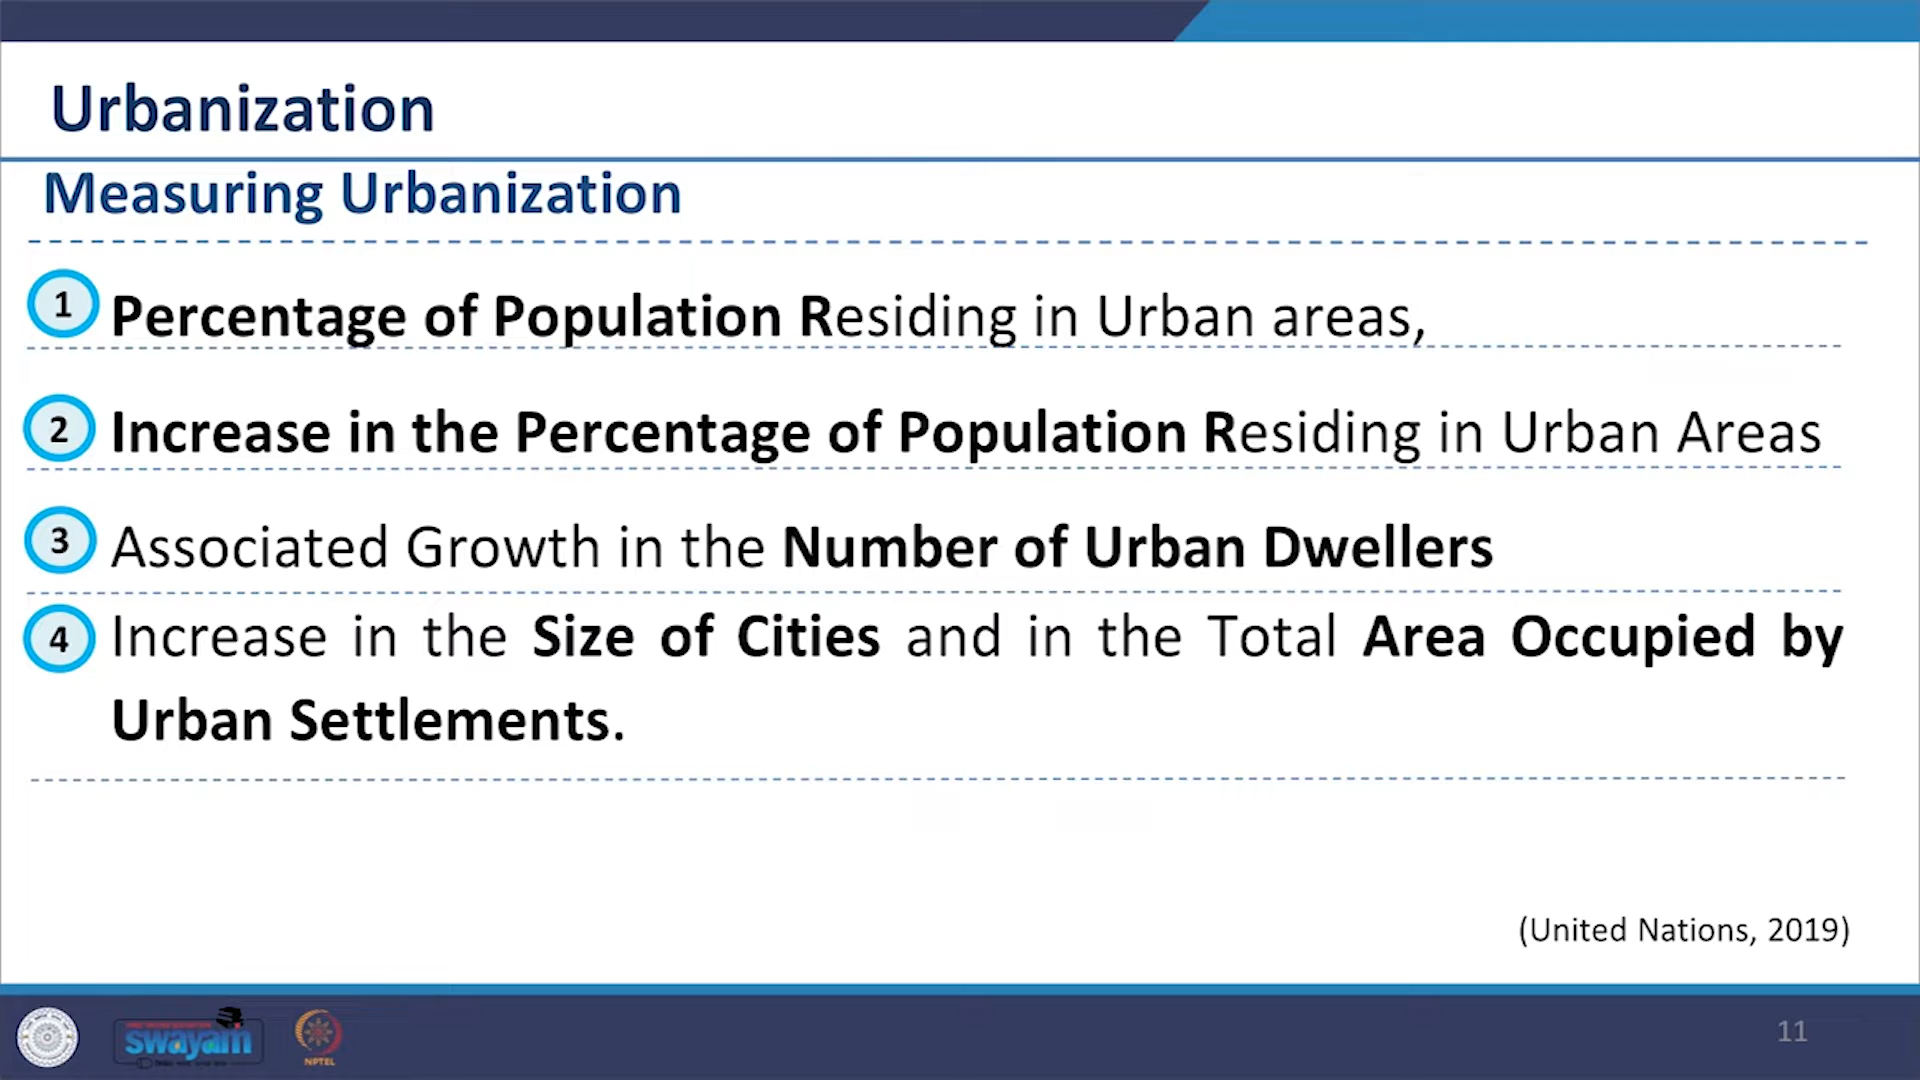 Urbanization
Measuring Urbanization
1 Percentage of Population Residing in Urban areas,
2 Increase in the Percentage of Population Residing in Urban Areas
3 Associated Growth in the Number of Urban Dwellers
4 Increase in the Size of Cities and in the Total Area Occupied by
Urban Settlements.
(United Nations, 2019)
swayam
NPTEL
11